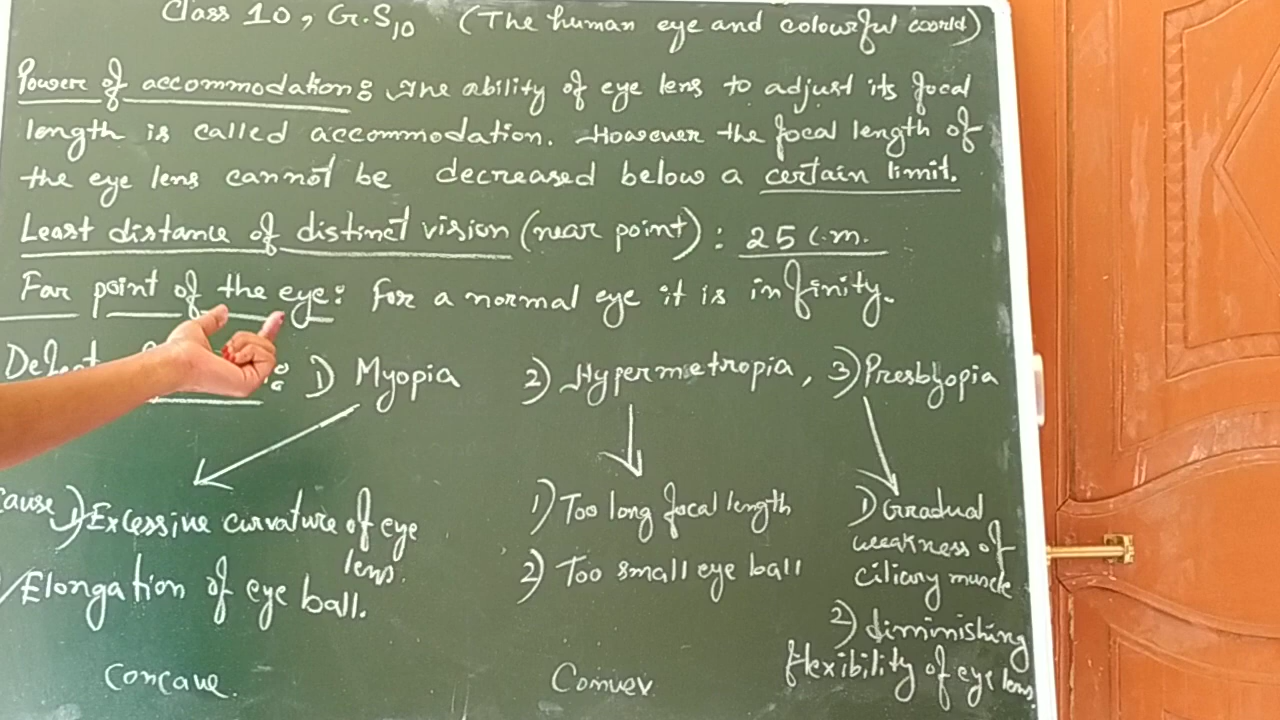 Class 10, G.S10 (The human eye and colourful world)
Power of accommodation: The ability of eye lens to adjust its focal
length is called accommodation. However the focal length of
the eye lens cannot be decreased below a certain limit.
Least distance of distinct vision (near point): 25 c.m.
Far point of the eye: For a normal eye it is infinity.
1) Myopia 2) Hypermetropia, 3) Presbyopia
Cause 1) Excessive curvature of eye
lens.
Elongation of eye ball.
Concave.
1) Too long focal length
2) Too small eye ball
Convex
1) Gradual
weakness of
ciliary muscle
2) diminishing
flexibility of eye lens